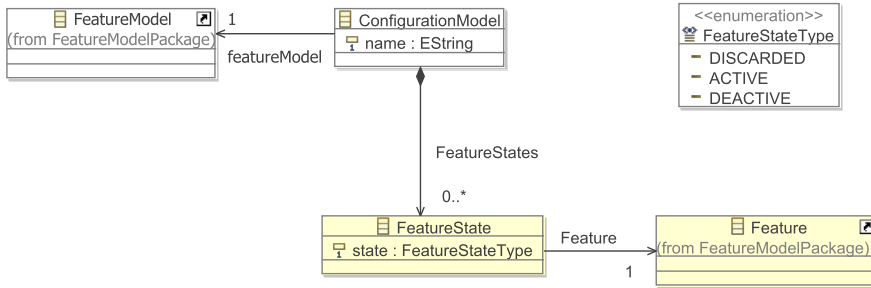 FeatureModel
(from FeatureModelPackage)
1
featureModel
ConfigurationModel
name : EString
<<enumeration>>
FeatureStateType
DISCARDED
ACTIVE
DEACTIVE
FeatureStates
0..*
FeatureState
state : FeatureStateType
Feature
1
Feature
(from FeatureModelPackage)